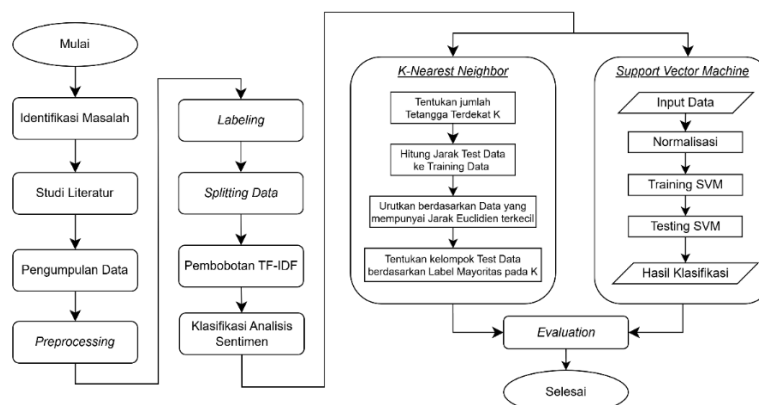 Mulai
Identifikasi Masalah
Studi Literatur
Pengumpulan Data
Preprocessing
Labeling
Splitting Data
Pembobotan TF-IDF
Klasifikasi Analisis
Sentimen
K-Nearest Neighbor
Tentukan jumlah
Tetangga Terdekat K
Hitung Jarak Test Data
ke Training Data
Urutkan berdasarkan Data yang
mempunyai Jarak Euclidien terkecil
Tentukan kelompok Test Data
berdasarkan Label Mayoritas pada K
Support Vector Machine
Input Data
Normalisasi
Training SVM
Testing SVM
Hasil Klasifikasi
Evaluation
Selesai